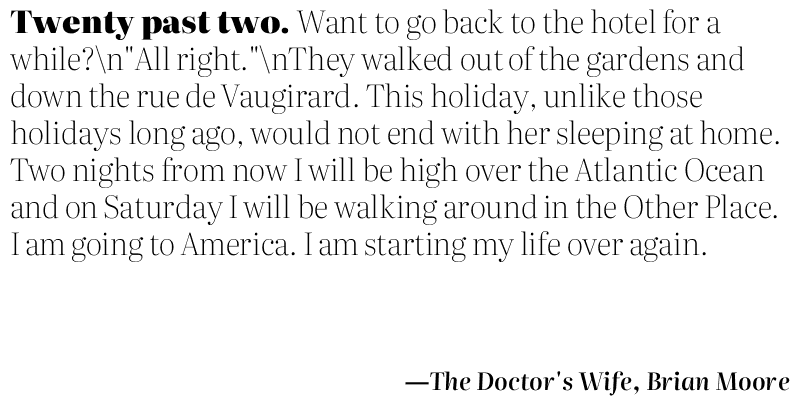 Twenty past two. Want to go back to the hotel for a
while?\n"All right."\nThey walked out of the gardens and
down the rue de Vaugirard. This holiday, unlike those
holidays long ago, would not end with her sleeping at home.
Two nights from now I will be high over the Atlantic Ocean
and on Saturday I will be walking around in the Other Place.
I am going to America. I am starting my life over again.
—The Doctor's Wife, Brian Moore